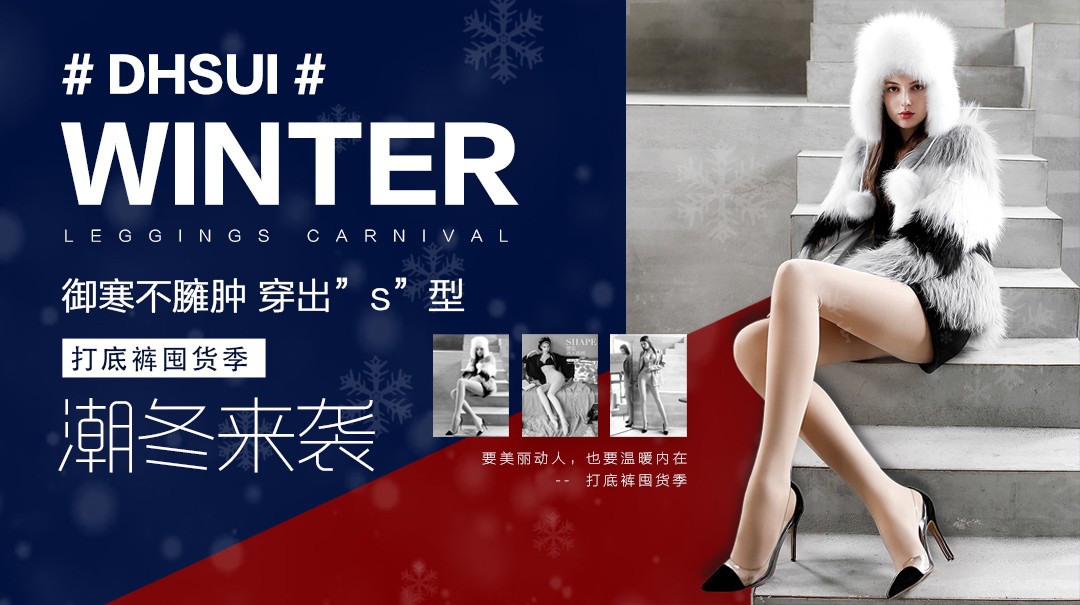 # DHSUI #
WINTER
LEGGINGS CARNIVAL
御寒不臃肿 穿出”s”型
打底裤囤货季
潮冬来袭
SHAPE
要美丽动人，也要温暖内在
-- 打底裤囤货季